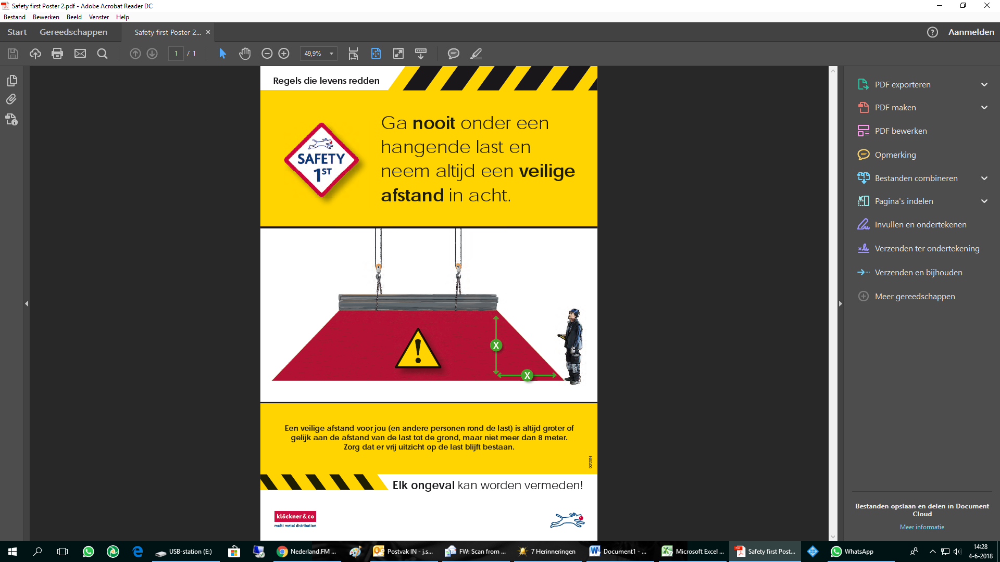 Safety first Poster 2.pdf - Adobe Acrobat Reader DC
Bestand Bewerken Beeld Venster Help
Start Gereedschappen Safety first Poster 2... × ? Aanmelden
1 / 1 49,9%
Regels die levens redden
Ga nooit onder een
hangende last en
neem altijd een veilige
afstand in acht.
SAFETY
1ST
!
X
X
Een veilige afstand voor jou (en andere personen rond de last) is altijd groter of
gelijk aan de afstand van de last tot de grond, maar niet meer dan 8 meter.
Zorg dat er vrij uitzicht op de last blijft bestaan.
03/2014
Elk ongeval kan worden vermeden!
klöckner & co
multi metal distribution
PDF exporteren
PDF maken
PDF bewerken
Opmerking
Bestanden combineren
Pagina's indelen
Invullen en ondertekenen
Verzenden ter ondertekening
Verzenden en bijhouden
Meer gereedschappen
Bestanden opslaan en delen in Document
Cloud
Meer informatie
USB-station (E:) Nederland.FM ... Postvak IN - j.s... FW: Scan from ... 7 Herinneringen Document1 - ... Microsoft Excel ... Safety first Post... WhatsApp
14:28
4-6-2018